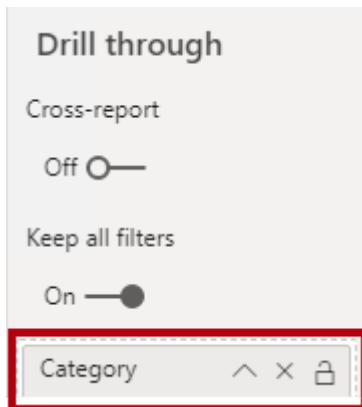 Drill through
Cross-report
Off
Keep all filters
On
Category